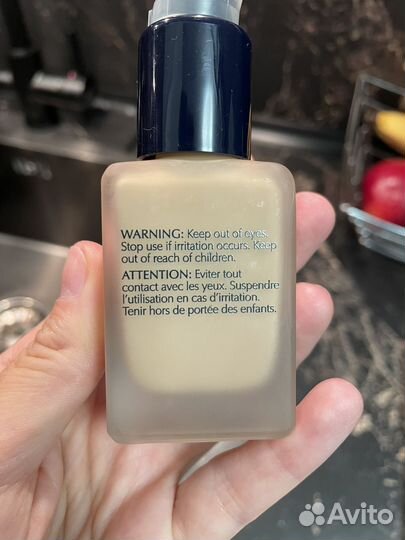 WARNING: Keep out of eyes.
Stop use if irritation occurs. Keep
out of reach of children.
ATTENTION: Eviter tout
contact avec les yeux. Suspendre
l'utilisation en cas d'irritation.
Tenir hors de portée des enfants.
Avito